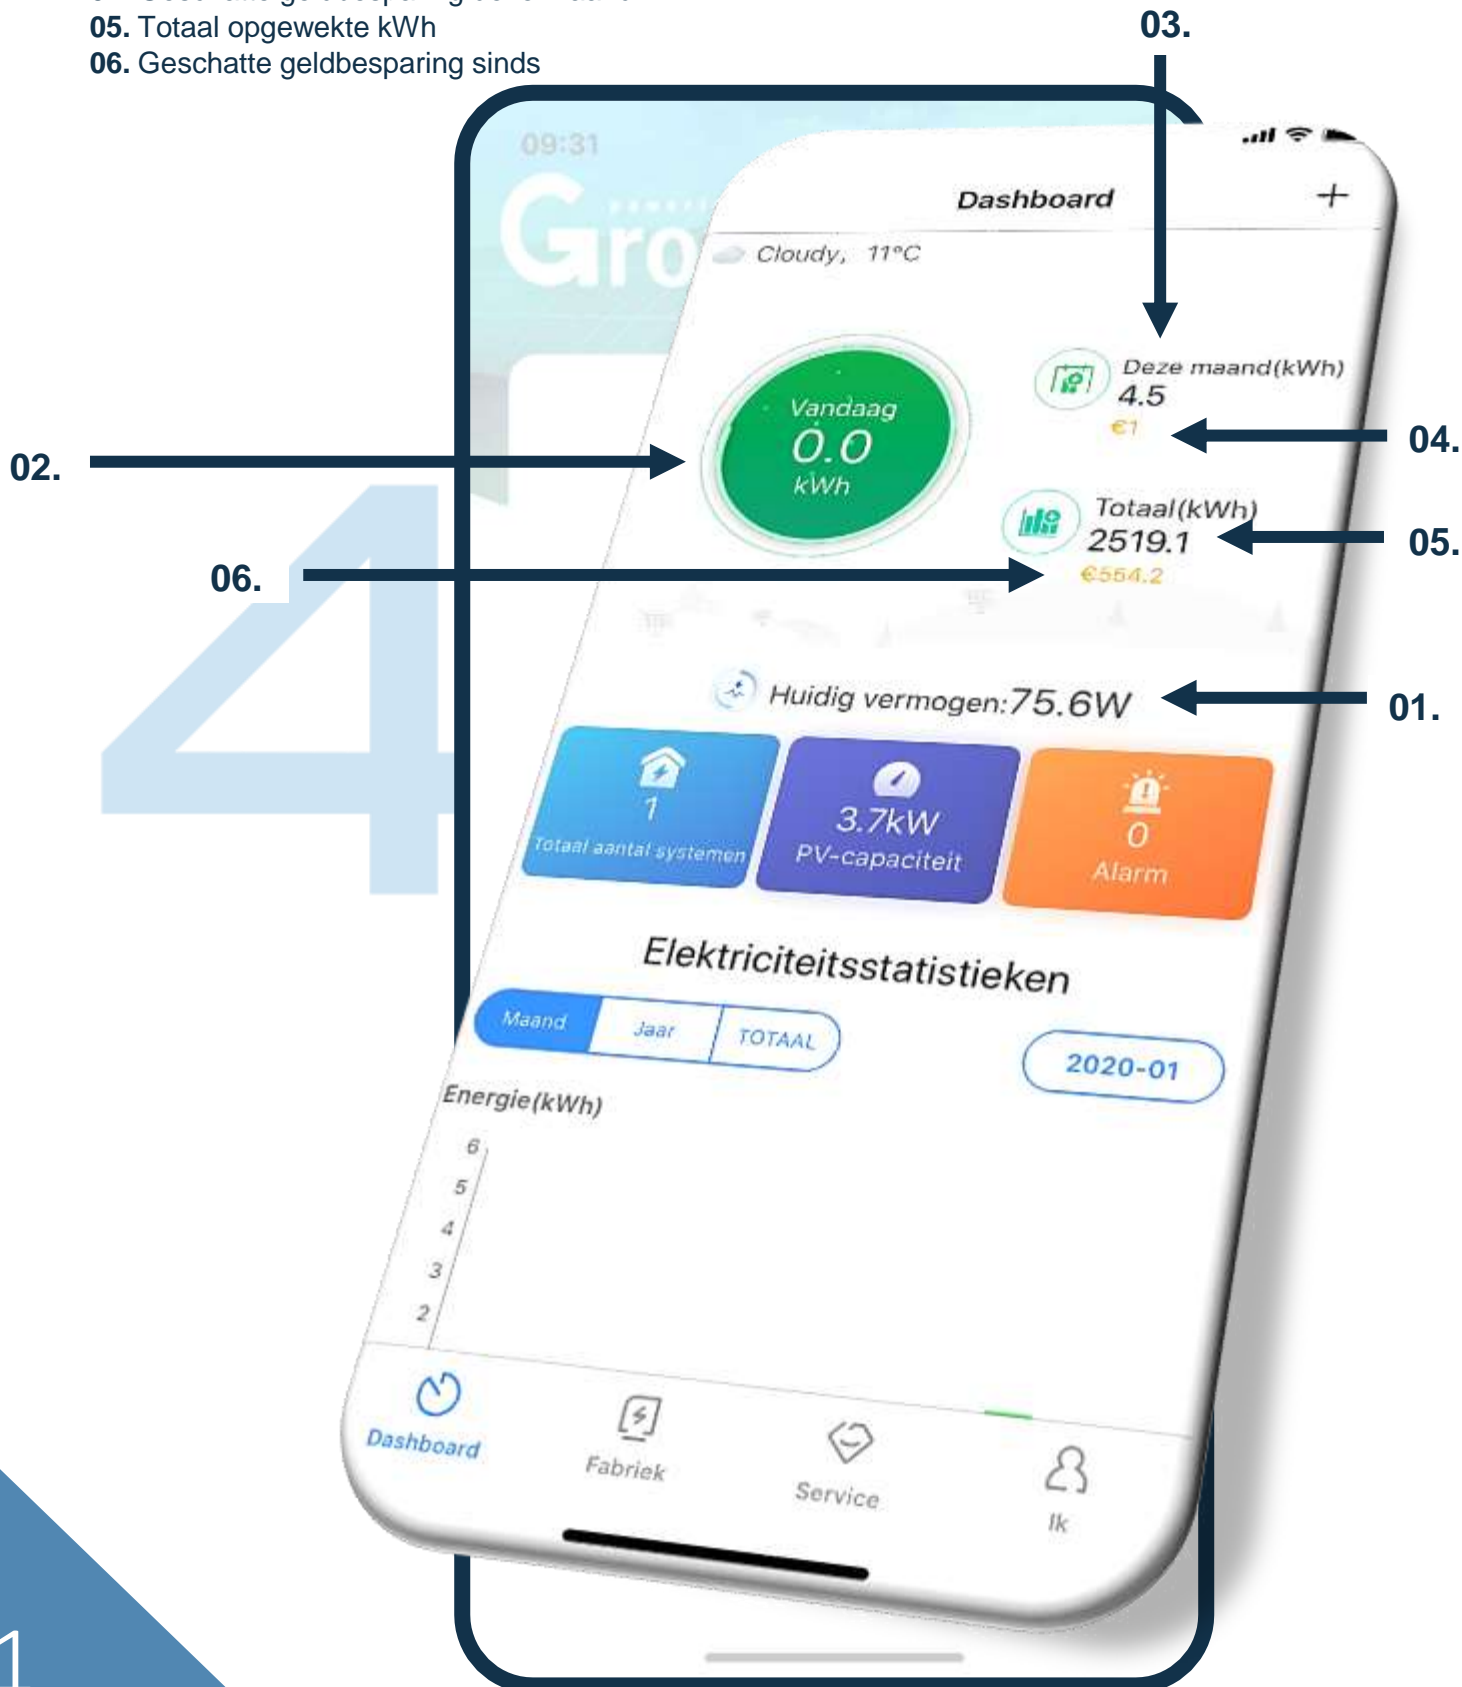 05. Totaal opgewekte kWh
06. Geschatte geldbesparing sinds
03.
09:31
Dashboard
+
Gro
Cloudy, 11°C
Deze maand(kWh)
4.5
€1
04.
Vandaag
0.0
kWh
02.
Totaal(kWh)
2519.1
05.
€554.2
06.
4
Huidig vermogen:75.6W
01.
1
Totaal aantal systemen
3.7kW
PV-capaciteit
0
Alarm
Elektriciteitsstatistieken
Maand Jaar TOTAAL
2020-01
Energie(kWh)
6
5
4
3
2
Dashboard
Fabriek
Service
Ik
1